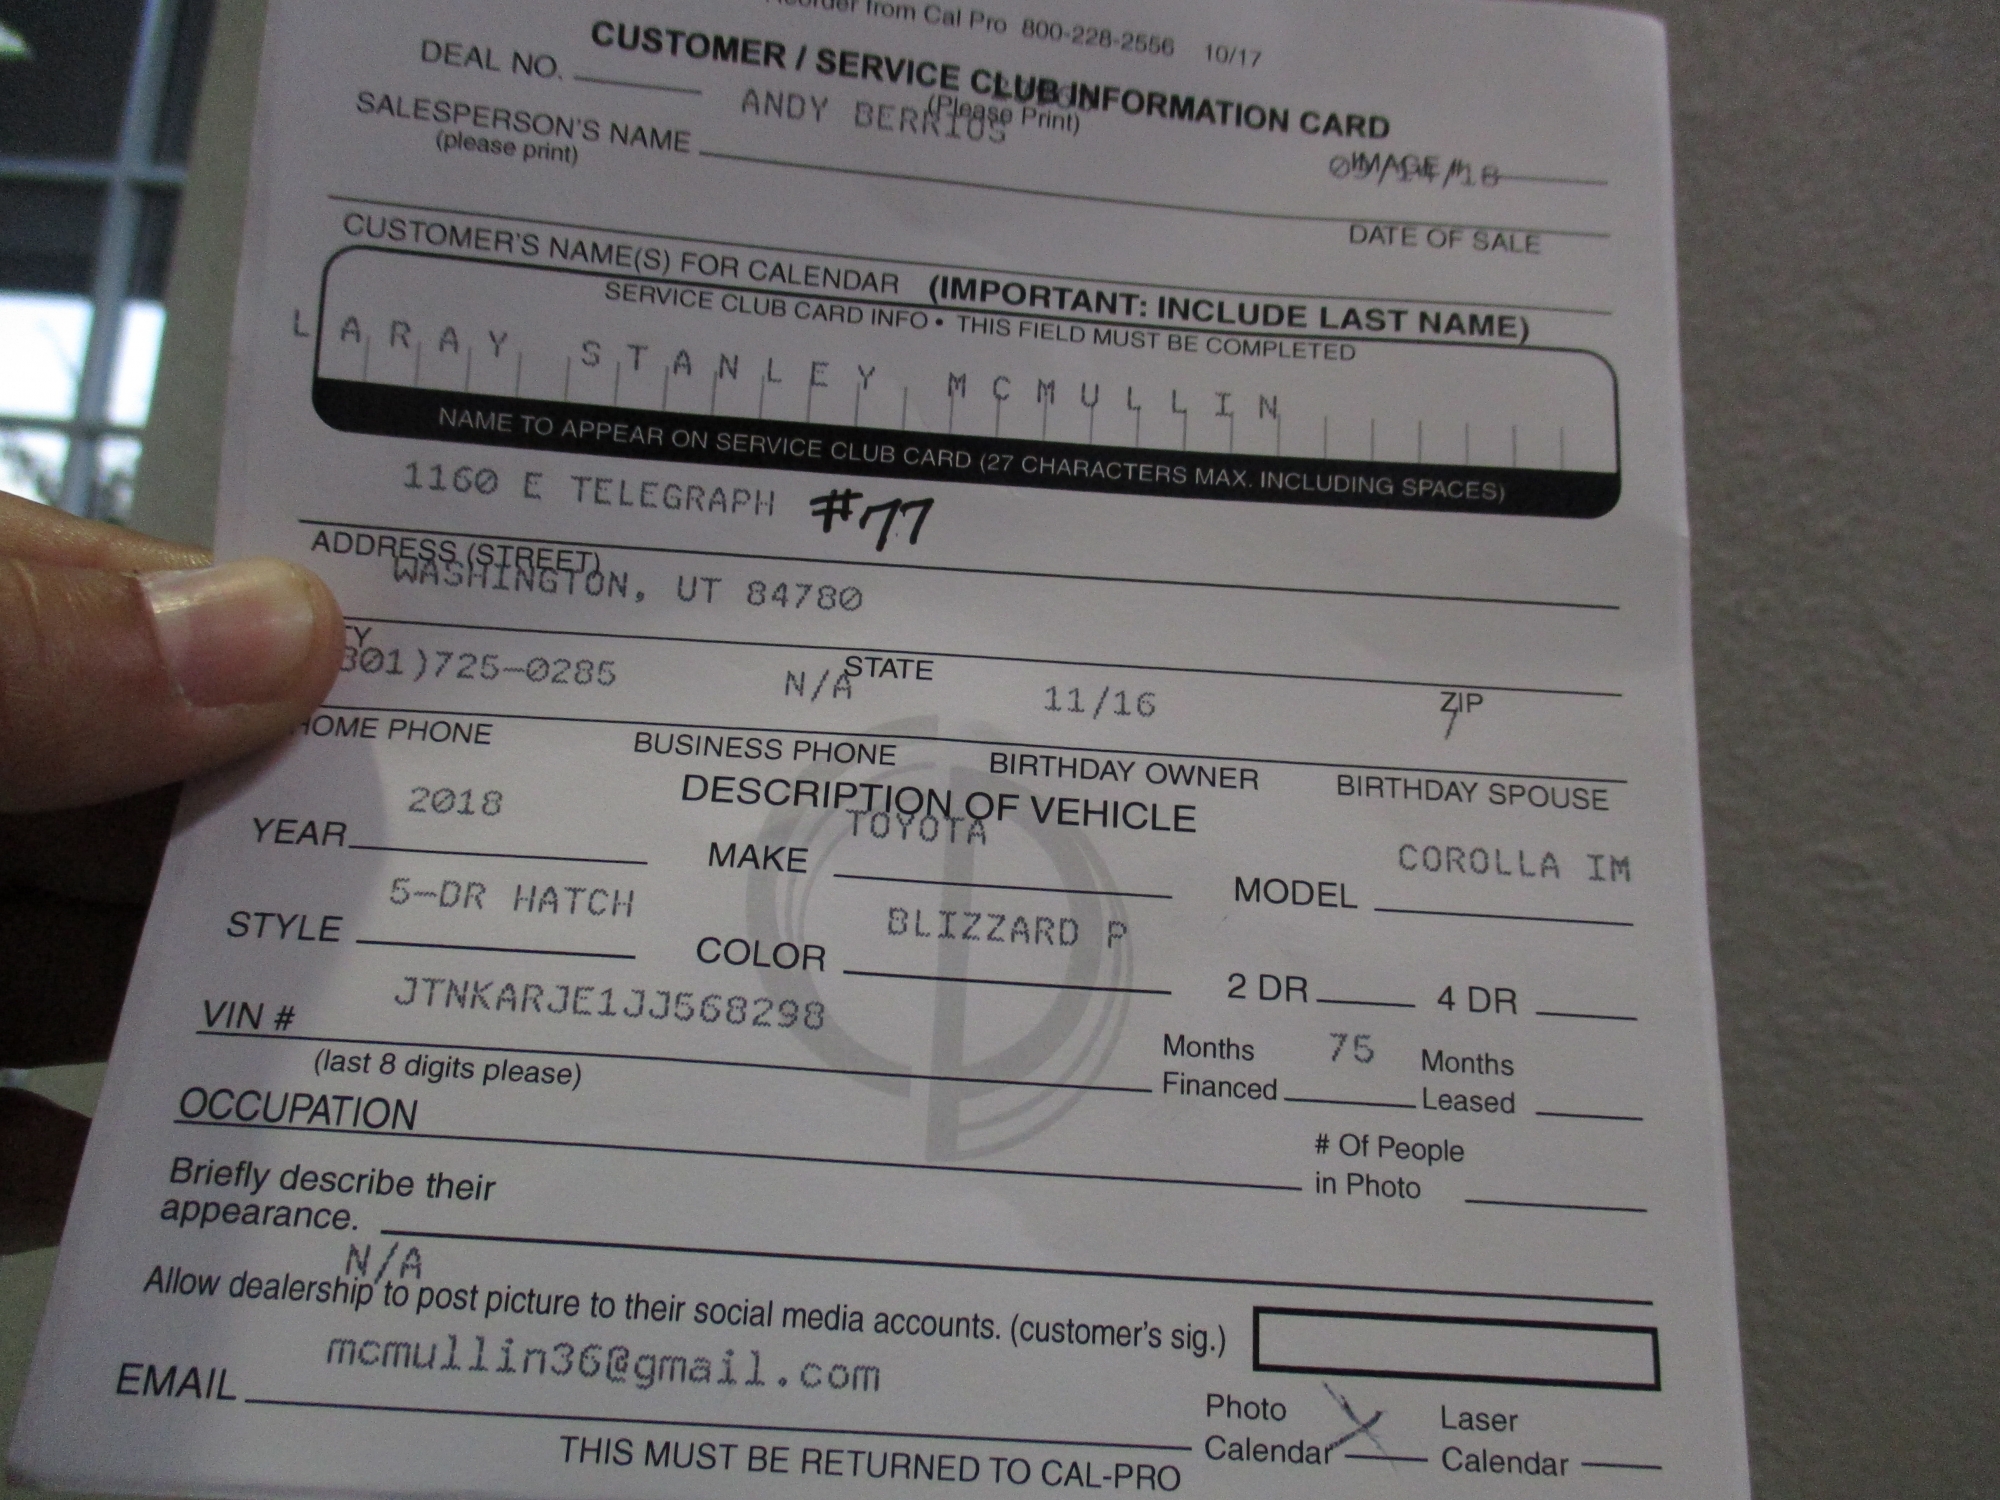 Reorder from Cal Pro 800-228-2556 10/17
CUSTOMER / SERVICE CLUB INFORMATION CARD
(Please Print)
DEAL NO.
ANDY BERRIOS
SALESPERSON'S NAME
(please print)
IMAGE #
DATE OF SALE
CUSTOMER'S NAME(S) FOR CALENDAR (IMPORTANT: INCLUDE LAST NAME)
SERVICE CLUB CARD INFO • THIS FIELD MUST BE COMPLETED
LARAY STANLEY MCMULLIN
NAME TO APPEAR ON SERVICE CLUB CARD (27 CHARACTERS MAX. INCLUDING SPACES)
1160 E TELEGRAPH #77
ADDRESS (STREET)
WASHINGTON, UT 84780
STATE ZIP
801)725-0285 N/A 11/16 /
HOME PHONE BUSINESS PHONE BIRTHDAY OWNER BIRTHDAY SPOUSE
DESCRIPTION OF VEHICLE
YEAR 2018 MAKE TOYOTA MODEL COROLLA IM
STYLE 5-DR HATCH COLOR BLIZZARD P 2 DR 4 DR
VIN # JTNKARJE1JJ568298
(last 8 digits please)
Months Financed 75 Months Leased
OCCUPATION
# Of People in Photo
Briefly describe their
appearance.
N/A
Allow dealership to post picture to their social media accounts. (customer's sig.)
EMAIL mcmullin36@gmail.com
Photo Calendar X Laser Calendar
THIS MUST BE RETURNED TO CAL-PRO